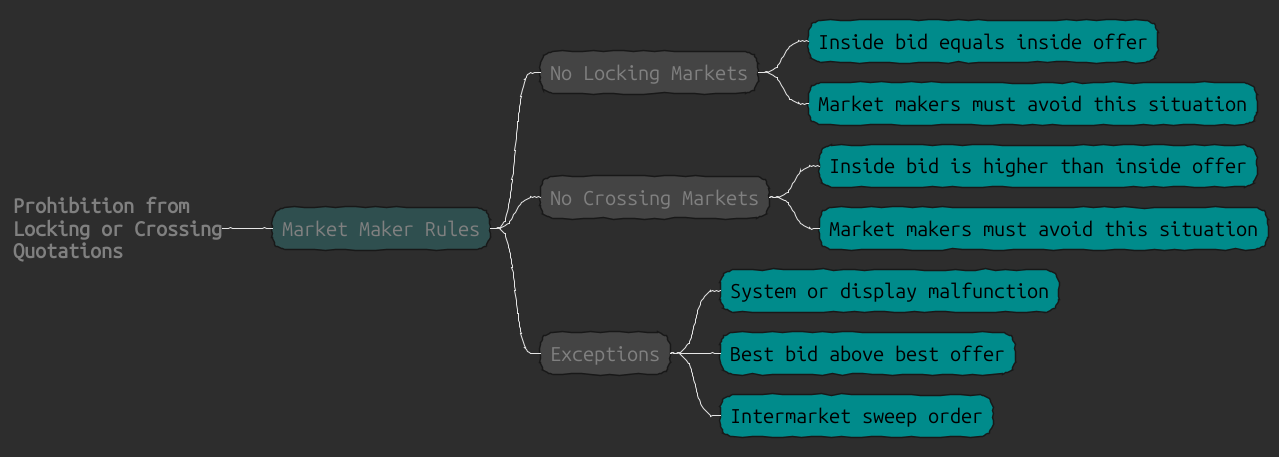 Prohibition from
Locking or Crossing
Quotations
Market Maker Rules
No Locking Markets
Inside bid equals inside offer
Market makers must avoid this situation
No Crossing Markets
Inside bid is higher than inside offer
Market makers must avoid this situation
Exceptions
System or display malfunction
Best bid above best offer
Intermarket sweep order